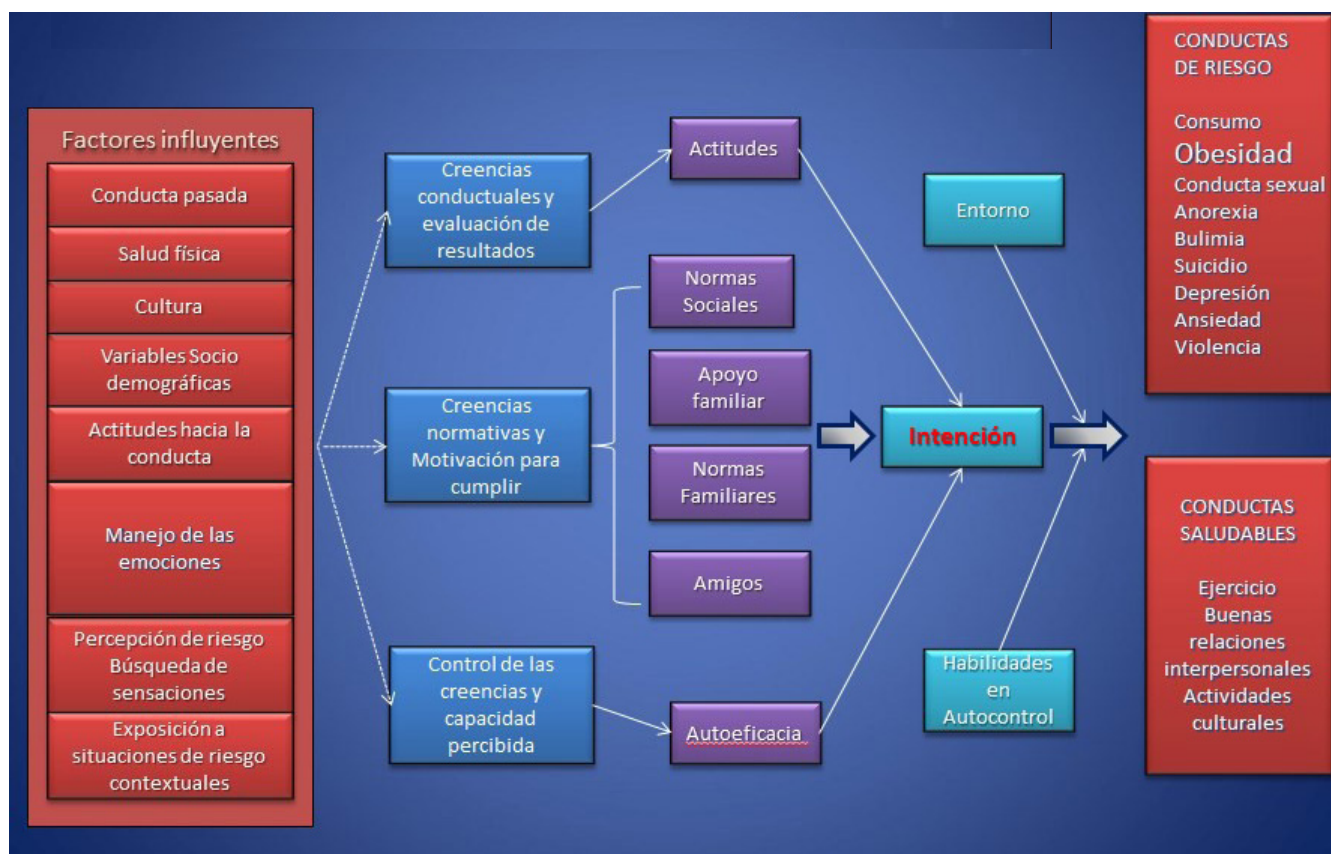 Factores influyentes
Conducta pasada
Salud física
Cultura
Variables Socio
demográficas
Actitudes hacia la
conducta
Manejo de las
emociones
Percepción de riesgo
Búsqueda de
sensaciones
Exposición a
situaciones de riesgo
contextuales
Creencias
conductuales y
evaluación de
resultados
Creencias
normativas y
Motivación para
cumplir
Control de las
creencias y
capacidad
percibida
Actitudes
Normas
Sociales
Apoyo
familiar
Normas
Familiares
Amigos
Autoeficacia
Entorno
Intención
Habilidades
en
Autocontrol
CONDUCTAS
DE RIESGO
Consumo
Obesidad
Conducta sexual
Anorexia
Bulimia
Suicidio
Depresión
Ansiedad
Violencia
CONDUCTAS
SALUDABLES
Ejercicio
Buenas
relaciones
interpersonales
Actividades
culturales